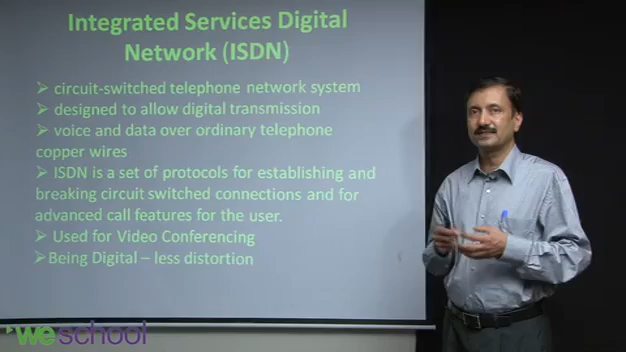 Integrated Services Digital
Network (ISDN)
➢ circuit-switched telephone network system
➢ designed to allow digital transmission
➢ voice and data over ordinary telephone
copper wires
➢ ISDN is a set of protocols for establishing and
breaking circuit switched connections and for
advanced call features for the user.
➢ Used for Video Conferencing
➢ Being Digital – less distortion
weschool